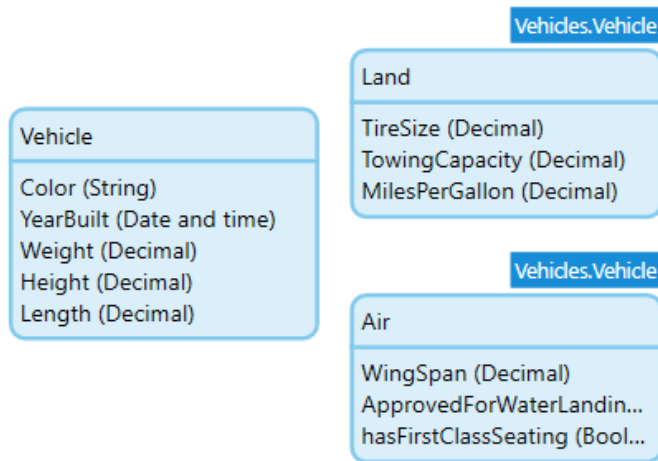 Vehicle
Color (String)
YearBuilt (Date and time)
Weight (Decimal)
Height (Decimal)
Length (Decimal)
Vehicles.Vehicle
Land
TireSize (Decimal)
TowingCapacity (Decimal)
MilesPerGallon (Decimal)
Vehicles.Vehicle
Air
WingSpan (Decimal)
ApprovedForWaterLandin...
hasFirstClassSeating (Bool...